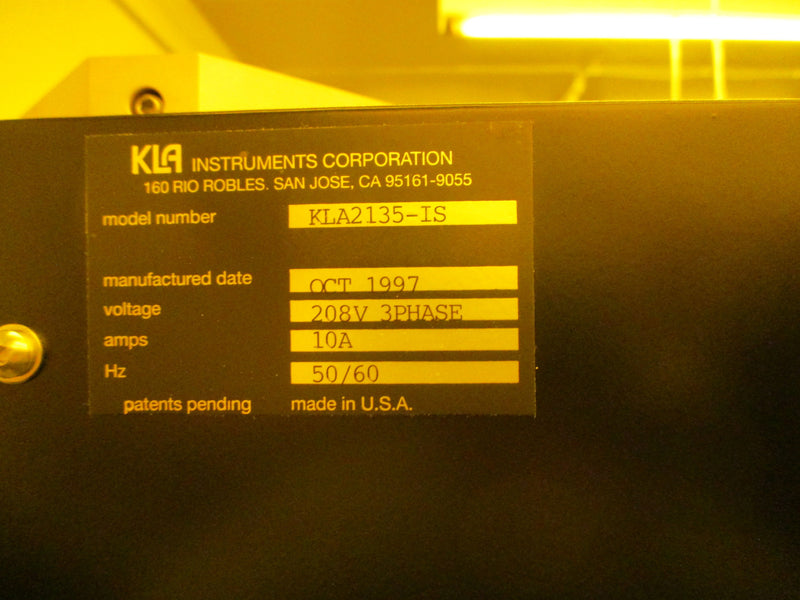 KLA INSTRUMENTS CORPORATION
160 RIO ROBLES. SAN JOSE, CA 95161-9055
model number KLA2135-IS
manufactured date OCT 1997
voltage 208V 3PHASE
amps 10A
Hz 50/60
patents pending made in U.S.A.